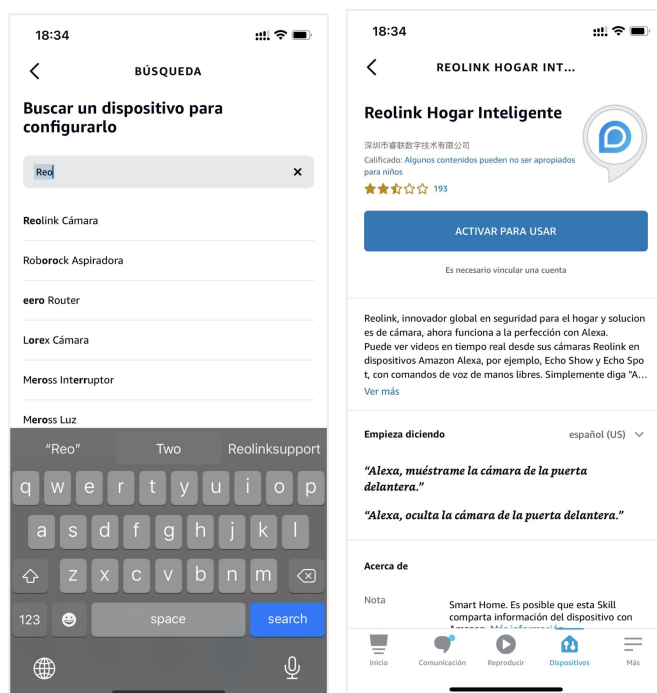 18:34
BÚSQUEDA
Buscar un dispositivo para
configurarlo
Reo
Reolink Cámara
Roborock Aspiradora
eero Router
Lorex Cámara
Meross Interruptor
Meross Luz
“Reo” Two Reolinksupport
q w e r t y u i o p
a s d f g h j k l
z x c v b n m
123 space search
18:34
REOLINK HOGAR INT...
Reolink Hogar Inteligente
深圳市睿联数字技术有限公司
Calificado: Algunos contenidos pueden no ser apropiados
para niños
193
ACTIVAR PARA USAR
Es necesario vincular una cuenta
Reolink, innovador global en seguridad para el hogar y solucion
es de cámara, ahora funciona a la perfección con Alexa.
Puede ver videos en tiempo real desde sus cámaras Reolink en
dispositivos Amazon Alexa, por ejemplo, Echo Show y Echo Spo
t, con comandos de voz de manos libres. Simplemente diga "A...
Ver más
Empieza diciendo español (US)
“Alexa, muéstrame la cámara de la puerta
delantera.”
“Alexa, oculta la cámara de la puerta delantera.”
Acerca de
Nota
Smart Home. Es posible que esta Skill
comparta información del dispositivo con
Amazon. Más información
Inicio Comunicación Reproducir Dispositivos Más